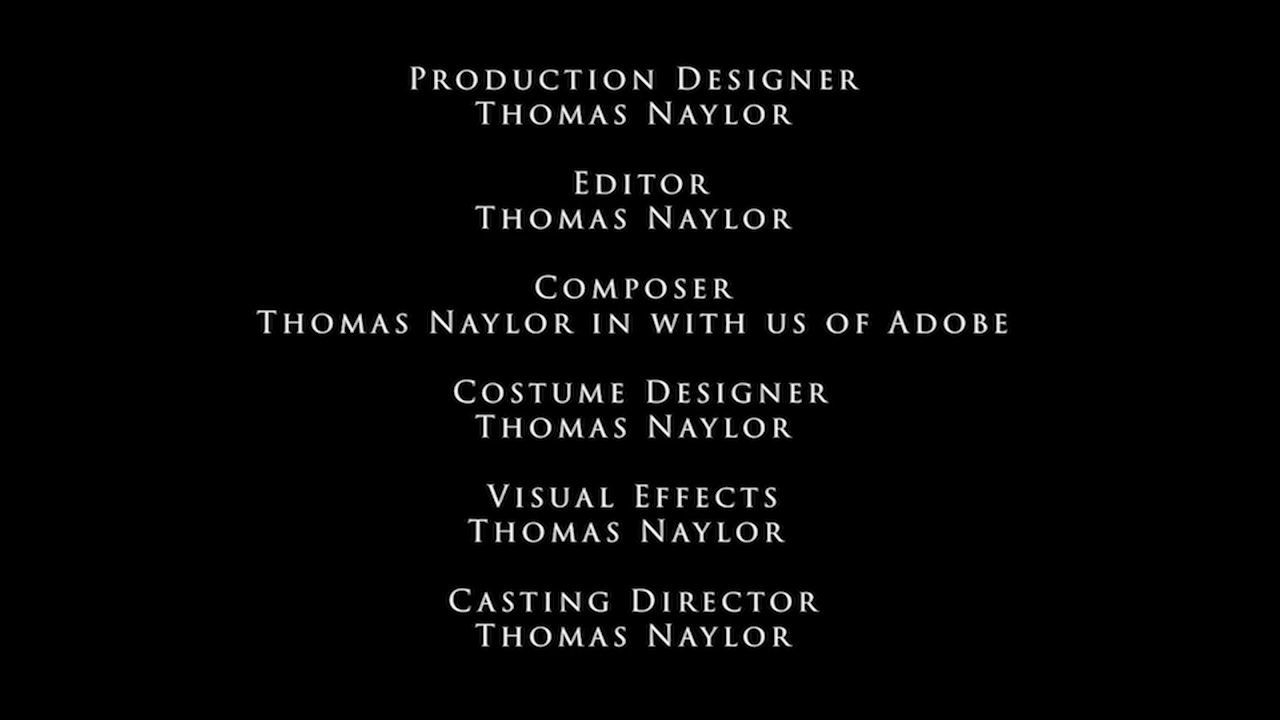 Production Designer
Thomas Naylor
Editor
Thomas Naylor
Composer
Thomas Naylor in with us of Adobe
Costume Designer
Thomas Naylor
Visual Effects
Thomas Naylor
Casting Director
Thomas Naylor